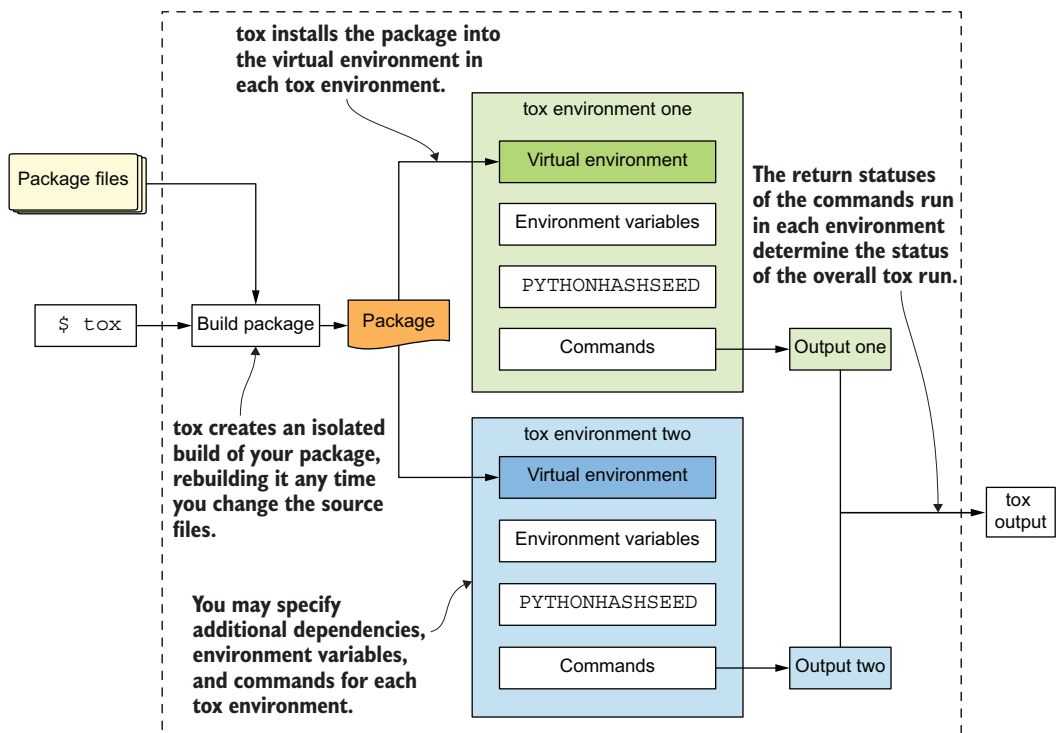 tox installs the package into
the virtual environment in
each tox environment.
tox environment one
Virtual environment
Environment variables
PYTHONHASHSEED
Commands
Package files
$ tox
Build package
Package
The return statuses
of the commands run
in each environment
determine the status
of the overall tox run.
Output one
tox creates an isolated
build of your package,
rebuilding it any time
you change the source
files.
tox environment two
Virtual environment
Environment variables
PYTHONHASHSEED
Commands
You may specify
additional dependencies,
environment variables,
and commands for each
tox environment.
Output two
tox
output